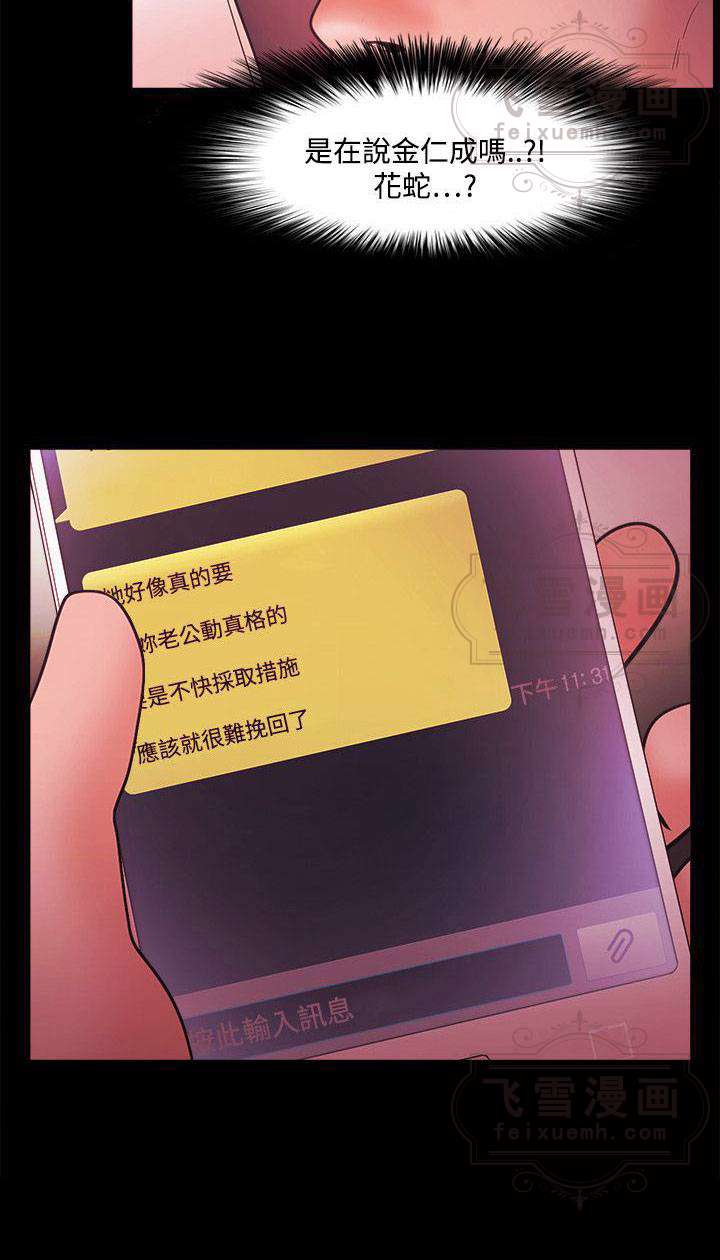 飞雪漫画
feixuemh.com
是在說金仁成嗎..?!
花蛇...?
她好像真的要
妳老公動真格的
是不快採取措施
應該就很難挽回了
下午 11:31
飞雪漫画
按此輸入訊息
飞雪漫画
feixuemh.com